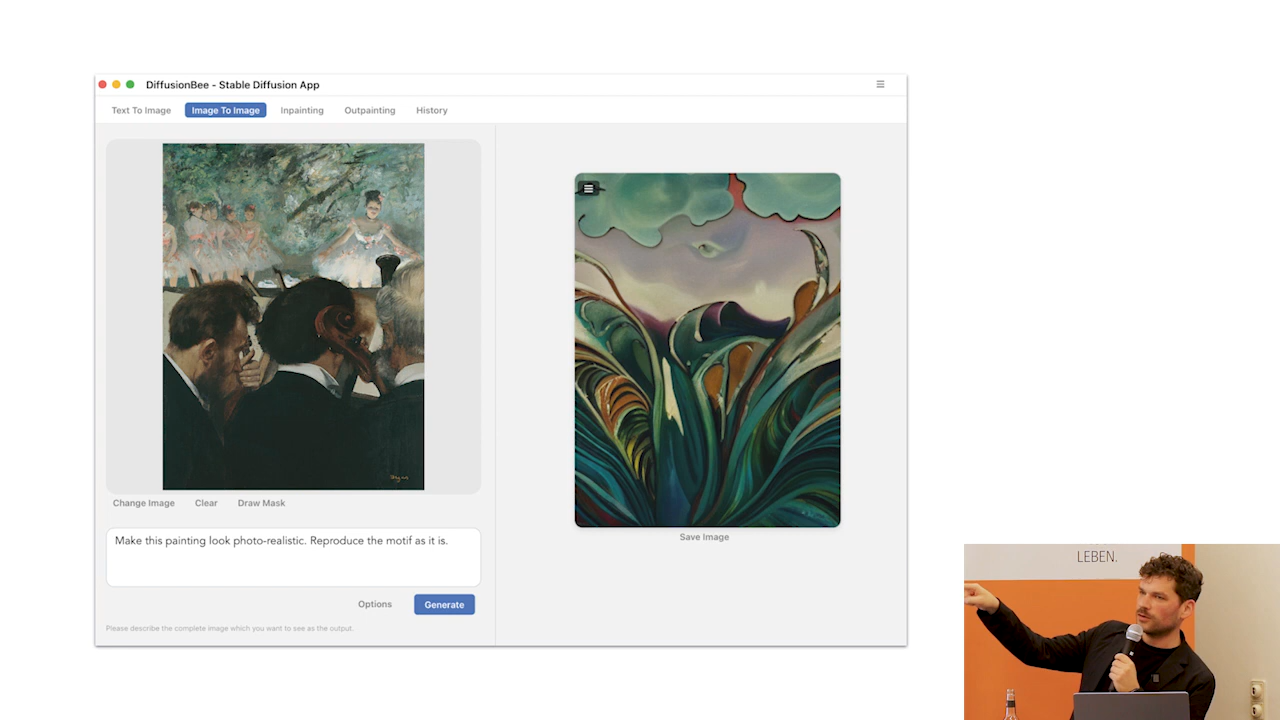 DiffusionBee - Stable Diffusion App
Text To Image
Image To Image
Inpainting
Outpainting
History
Change Image
Clear
Draw Mask
Make this painting look photo-realistic. Reproduce the motif as it is.
Options
Generate
Please describe the complete image which you want to see as the output.
Save Image
LEBEN.